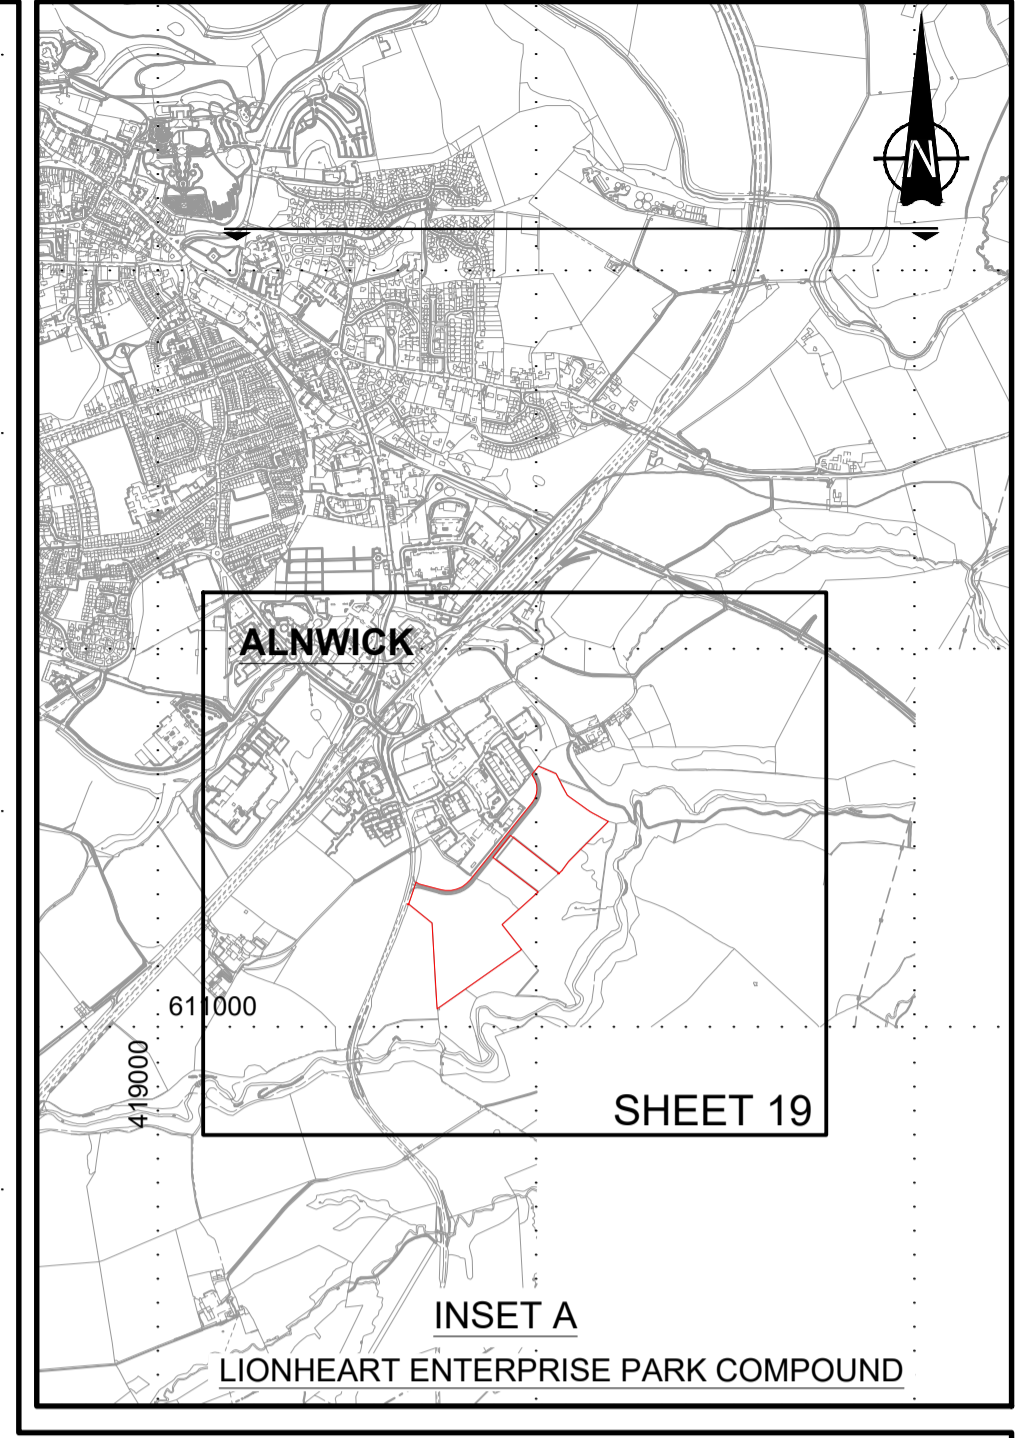 N
ALNWICK
611000
419000
SHEET 19
INSET A
LIONHEART ENTERPRISE PARK COMPOUND